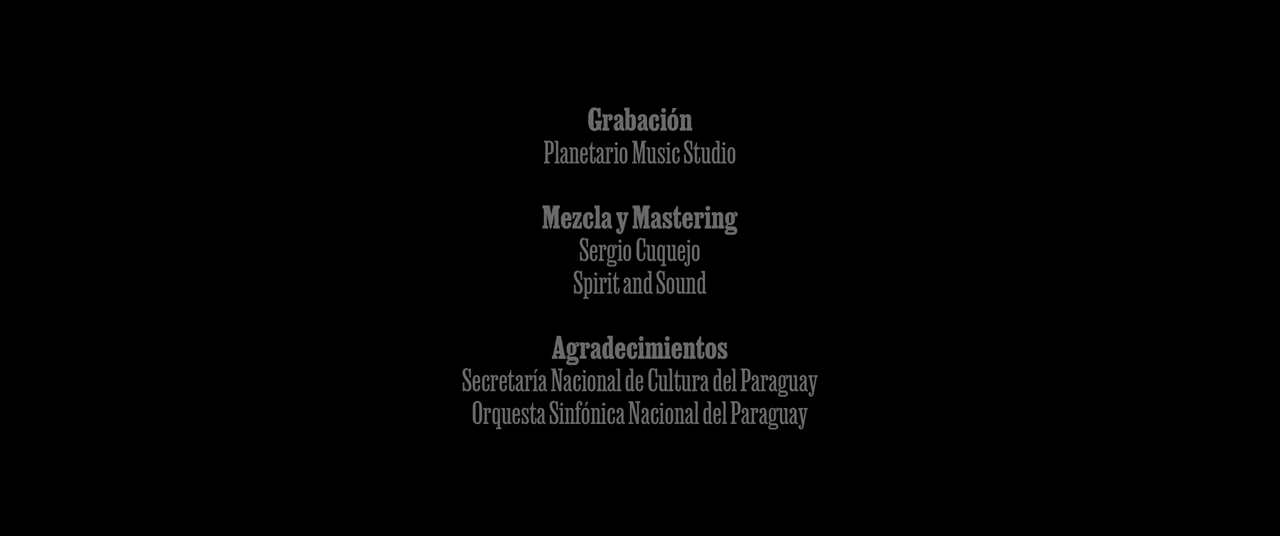 Grabación
Planetario Music Studio
Mezcla y Mastering
Sergio Cuquejo
Spirit and Sound
Agradecimientos
Secretaría Nacional de Cultura del Paraguay
Orquesta Sinfónica Nacional del Paraguay